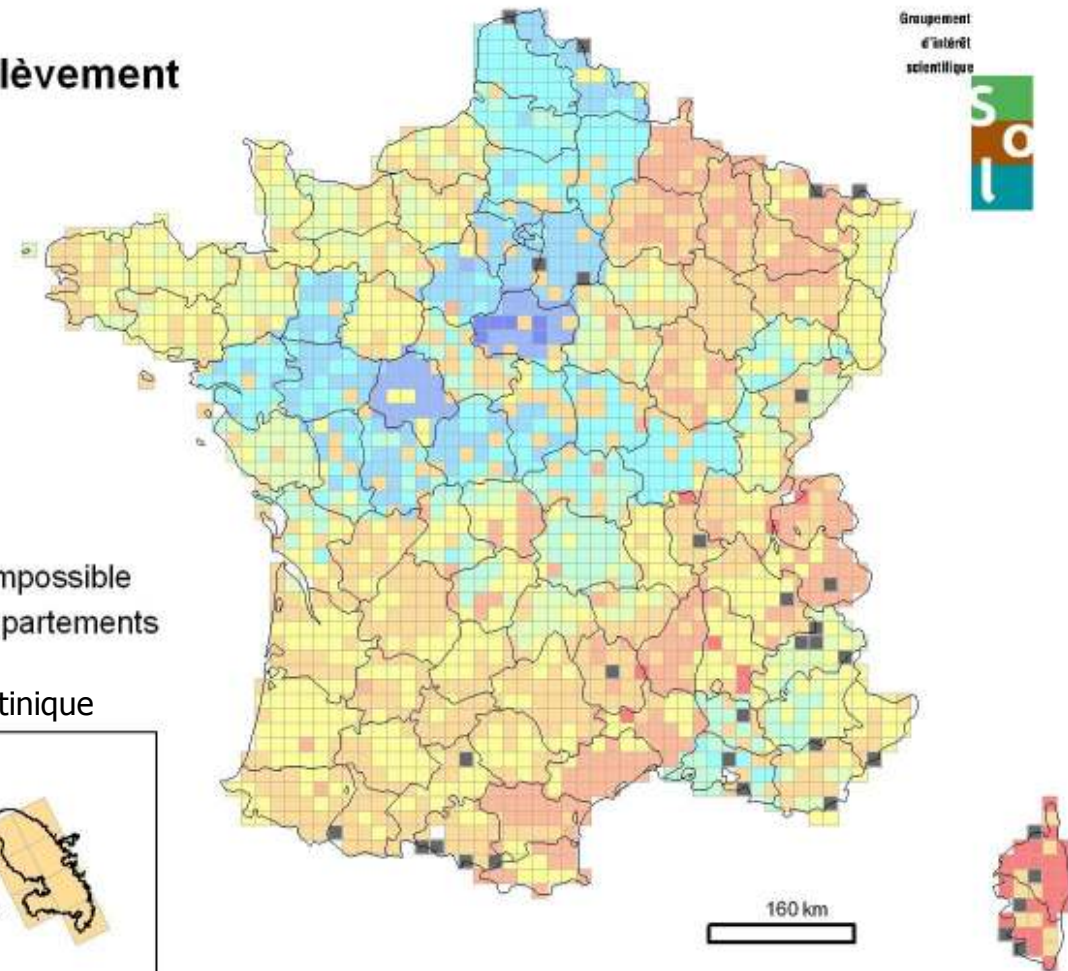 lèvement
Groupement
d'intérêt
scientifique
S
o
l
mpossible
partements
tinique
160 km